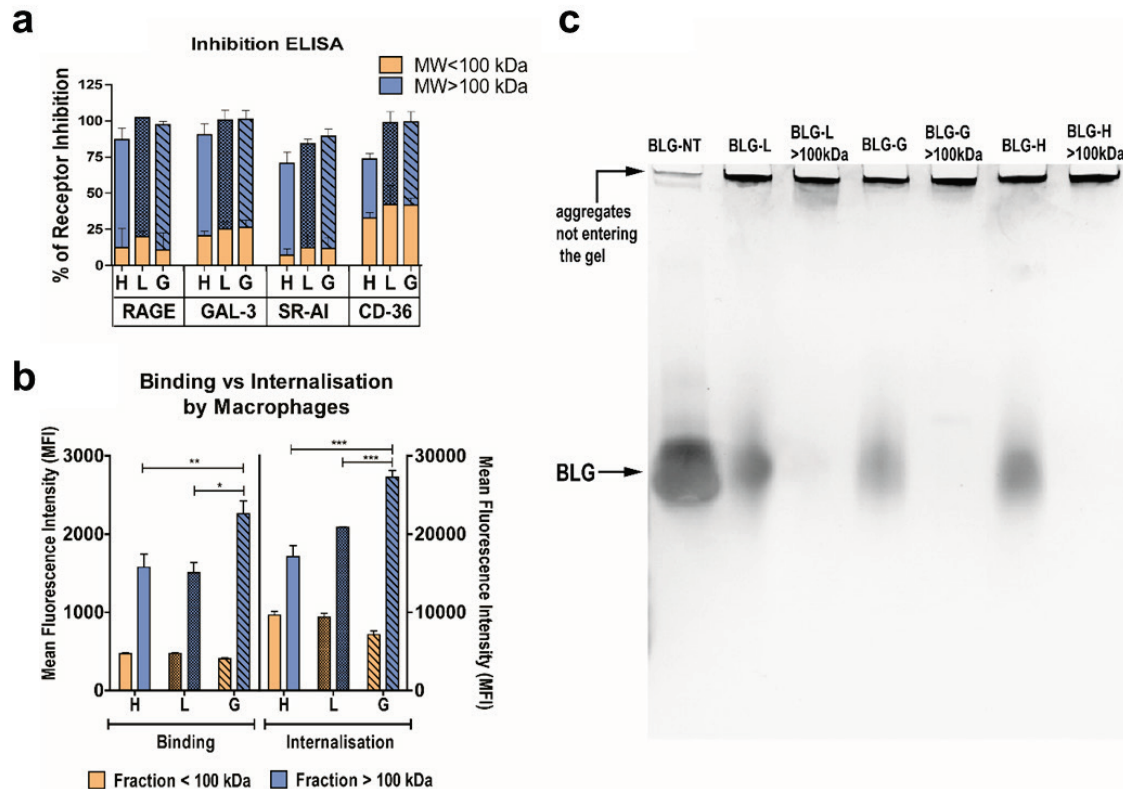 a
Inhibition ELISA
MW<100 kDa
MW>100 kDa
% of Receptor Inhibition
125
100
75
50
25
0
H L G H L G H L G H L G
RAGE GAL-3 SR-AI CD-36
b
Binding vs Internalisation
by Macrophages
Mean Fluorescence Intensity (MFI)
3000
2000
1000
0
** * *** ***
30000
20000
10000
0
Mean Fluorescence Intensity
(MFI)
H L G H L G
Binding Internalisation
Fraction < 100 kDa Fraction > 100 kDa
c
BLG-NT BLG-L BLG-L >100kDa BLG-G BLG-G >100kDa BLG-H BLG-H >100kDa
aggregates
not entering
the gel
BLG